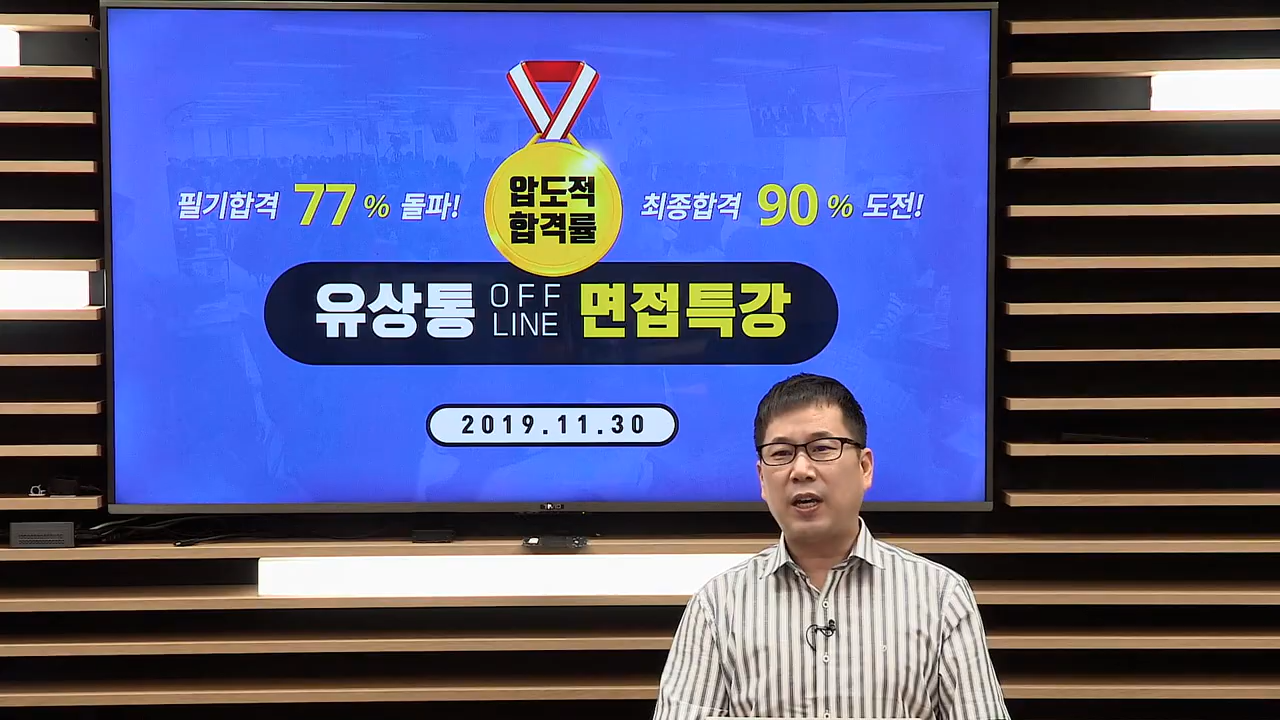 압도적
합격률
필기합격 77% 돌파!
최종합격 90% 도전!
유상통 OFF LINE 면접특강
2019.11.30